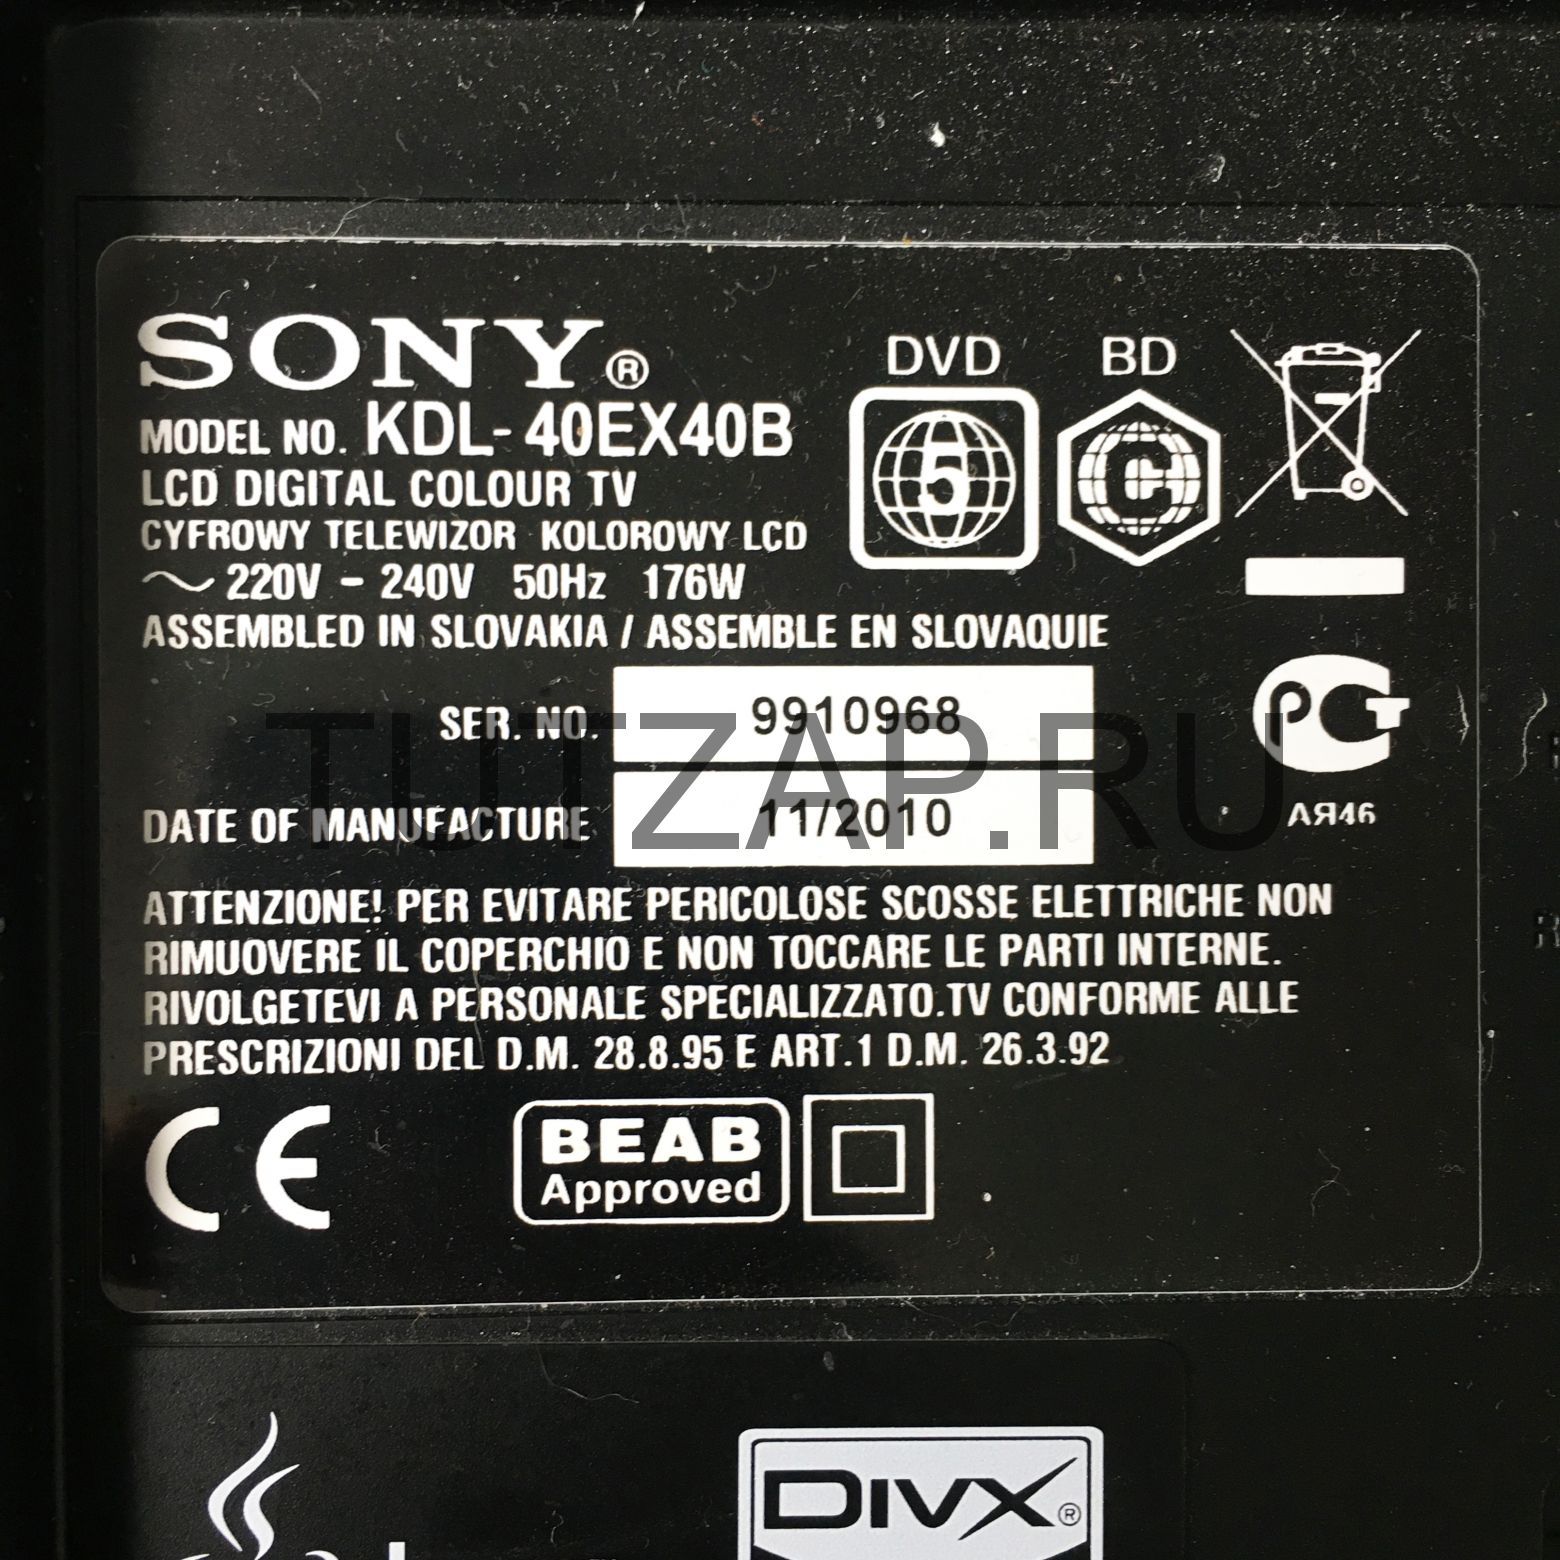 SONY®
DVD
BD
MODEL NO. KDL-40EX40B
5
LCD DIGITAL COLOUR TV
CYFROWY TELEWIZOR KOLOROWY LCD
~ 220V - 240V 50Hz 176W
ASSEMBLED IN SLOVAKIA / ASSEMBLE EN SLOVAQUIE
SER. NO. 9910968
TUTZAP.RU
DATE OF MANUFACTURE 11/2010
АЯ46
ATTENZIONE! PER EVITARE PERICOLOSE SCOSSE ELETTRICHE NON
RIMUOVERE IL COPERCHIO E NON TOCCARE LE PARTI INTERNE.
RIVOLGETEVI A PERSONALE SPECIALIZZATO.TV CONFORME ALLE
PRESCRIZIONI DEL D.M. 28.8.95 E ART.1 D.M. 26.3.92
CE
BEAB
Approved
DIVX®